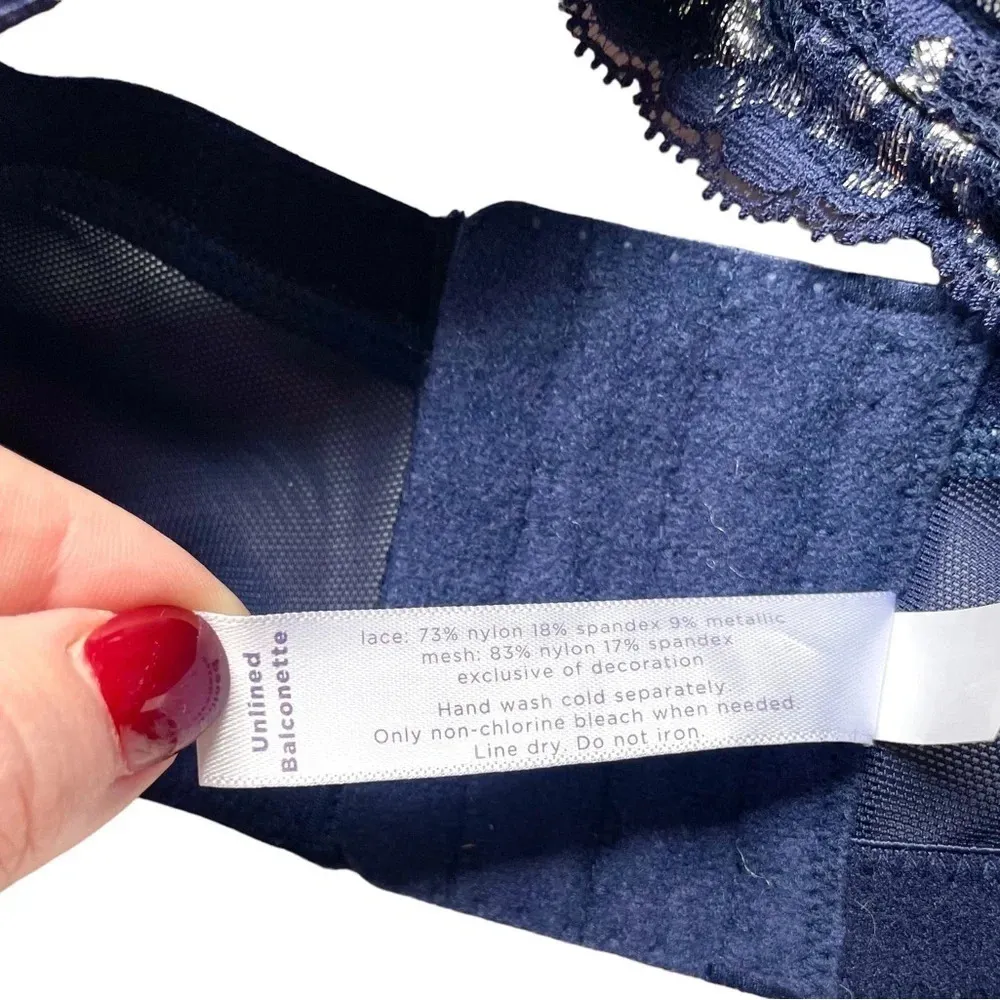 Unlined
Balconette
lace: 73% nylon 18% spandex 9% metallic
mesh: 83% nylon 17% spandex
exclusive of decoration
Hand wash cold separately.
Only non-chlorine bleach when needed.
Line dry. Do not iron.